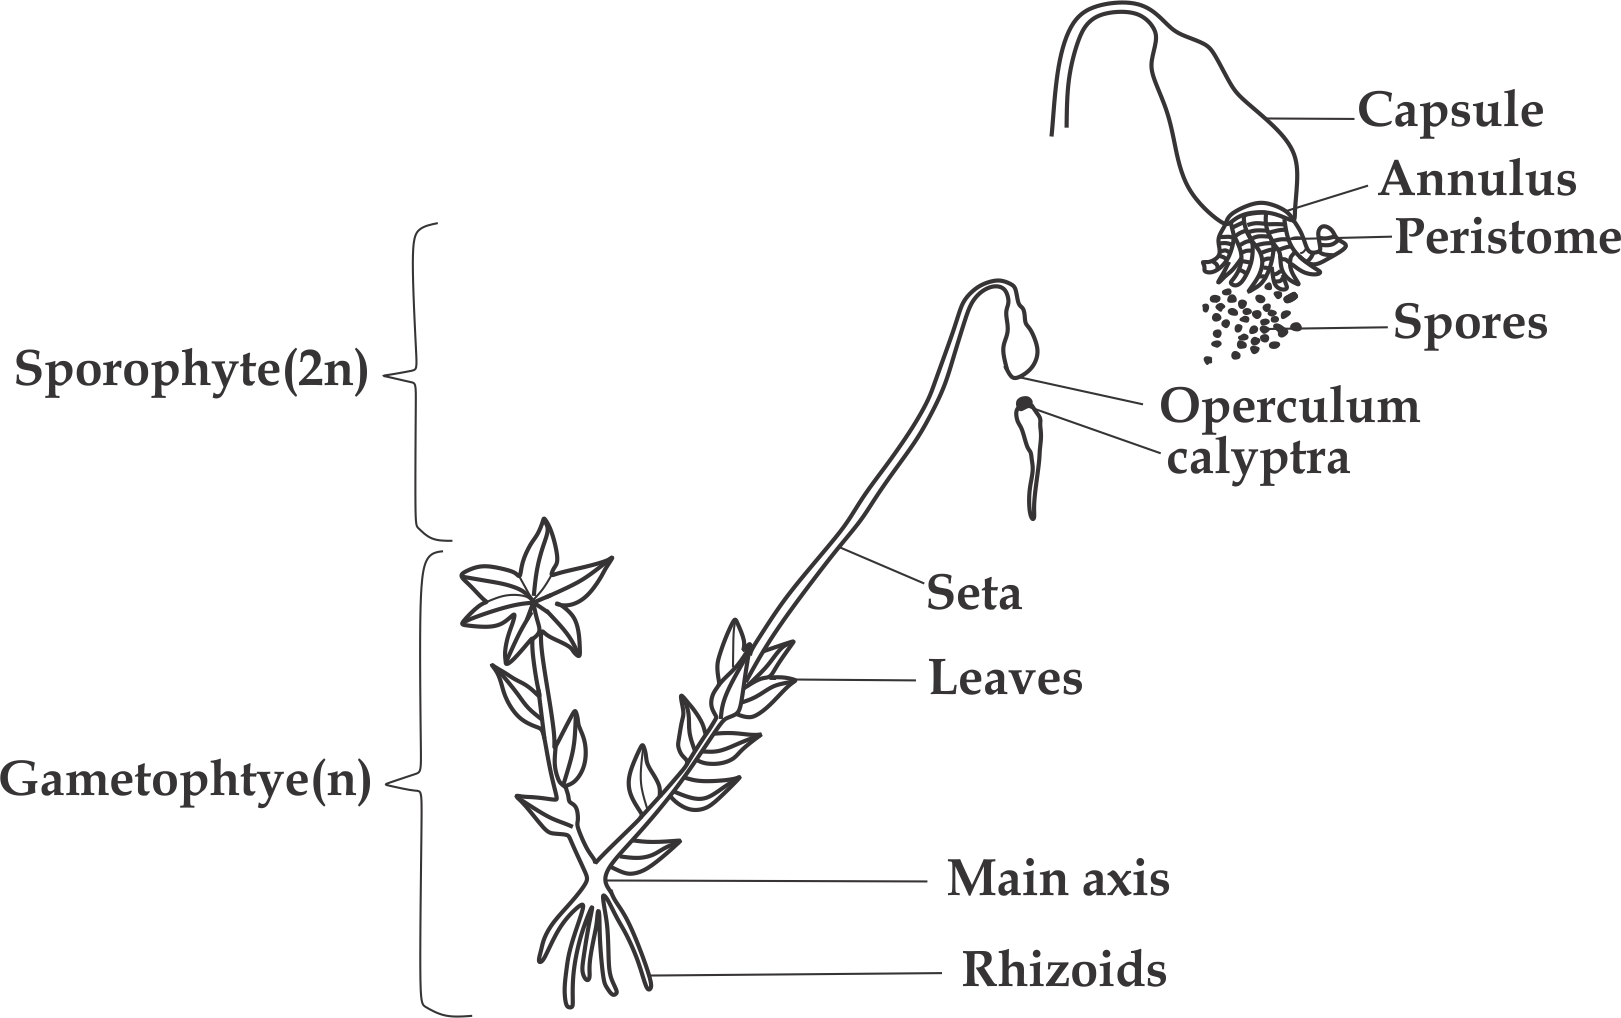 Capsule
Annulus
Peristome
Spores
Sporophyte(2n)
Operculum
calyptra
Seta
Leaves
Gametophtye(n)
Main axis
Rhizoids